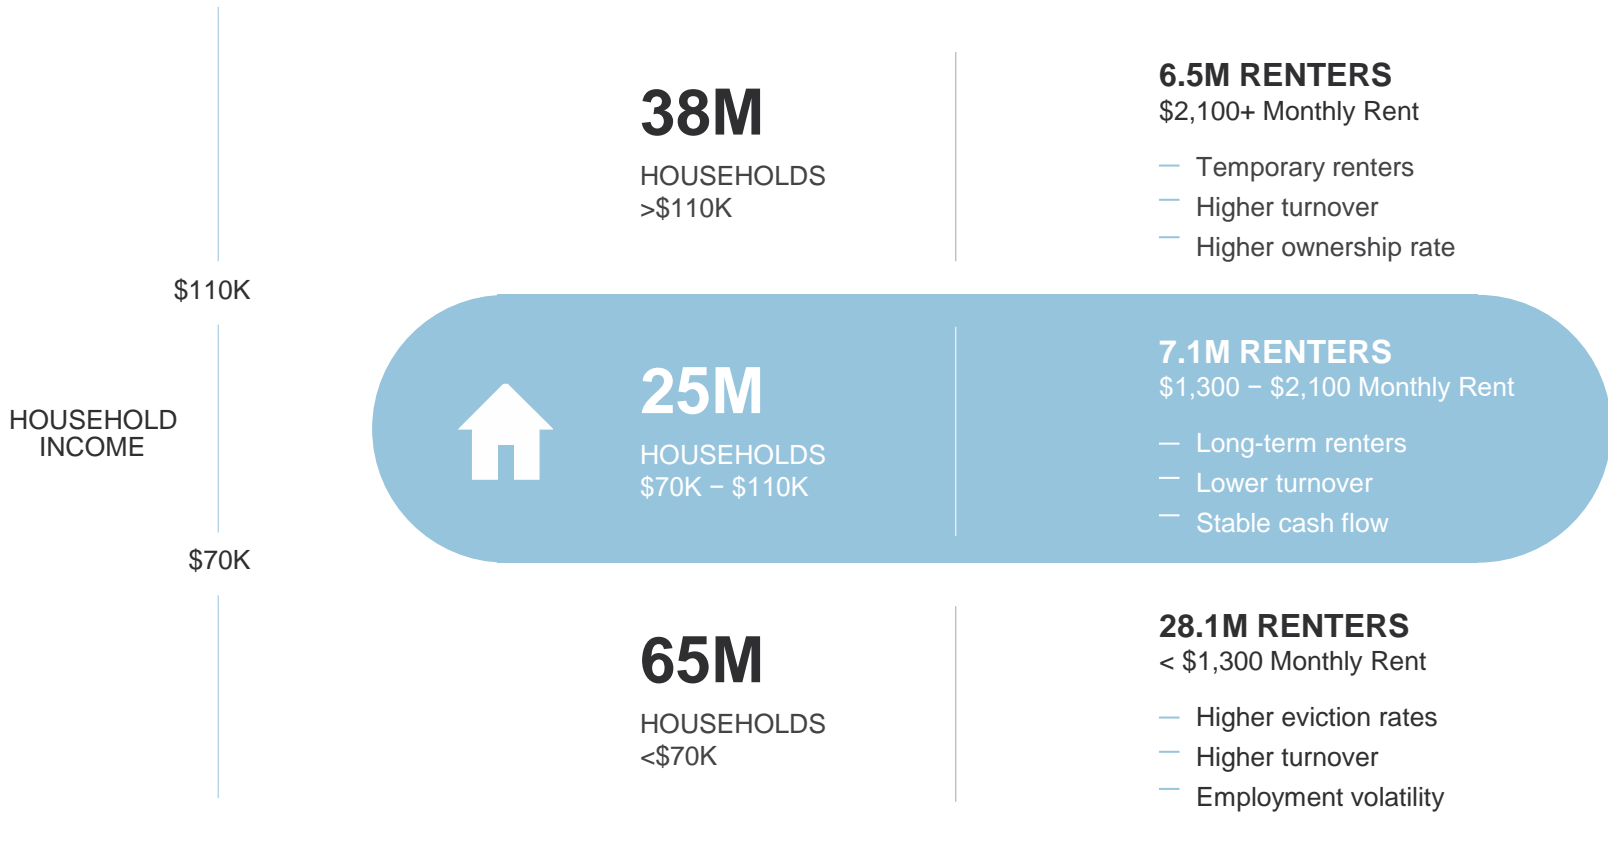 38M
HOUSEHOLDS
>$110K
6.5M RENTERS
$2,100+ Monthly Rent
— Temporary renters
— Higher turnover
— Higher ownership rate
$110K
HOUSEHOLD
INCOME
25M
HOUSEHOLDS
$70K – $110K
7.1M RENTERS
$1,300 – $2,100 Monthly Rent
— Long-term renters
— Lower turnover
— Stable cash flow
$70K
65M
HOUSEHOLDS
<$70K
28.1M RENTERS
< $1,300 Monthly Rent
— Higher eviction rates
— Higher turnover
— Employment volatility